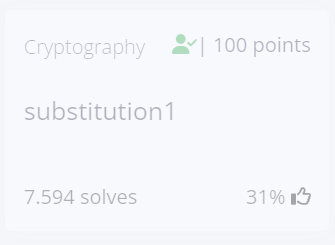 Cryptography | 100 points
substitution1
7.594 solves 31%